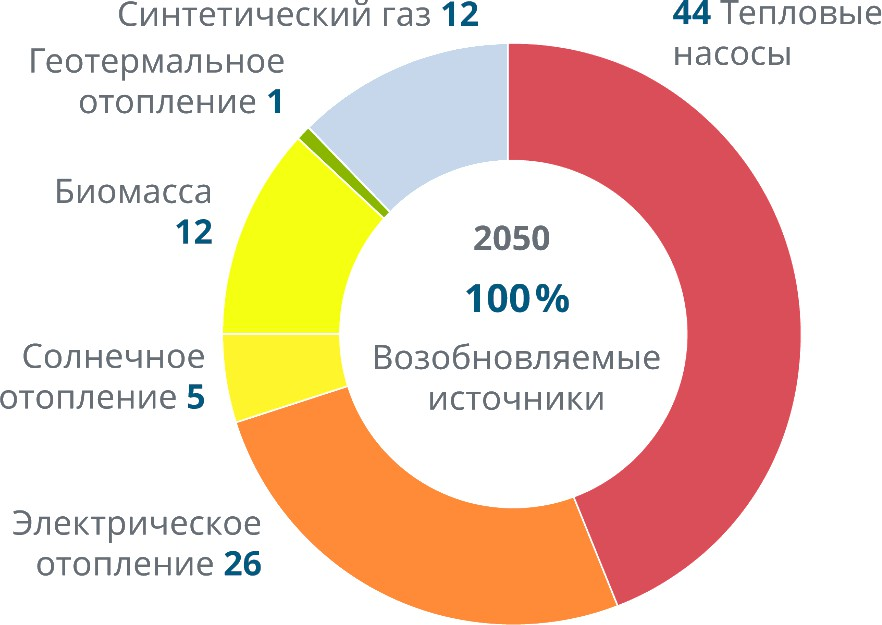 Синтетический газ 12
44 Тепловые
насосы
Геотермальное
отопление 1
Биомасса
12
2050
100%
Возобновляемые
источники
Солнечное
отопление 5
Электрическое
отопление 26